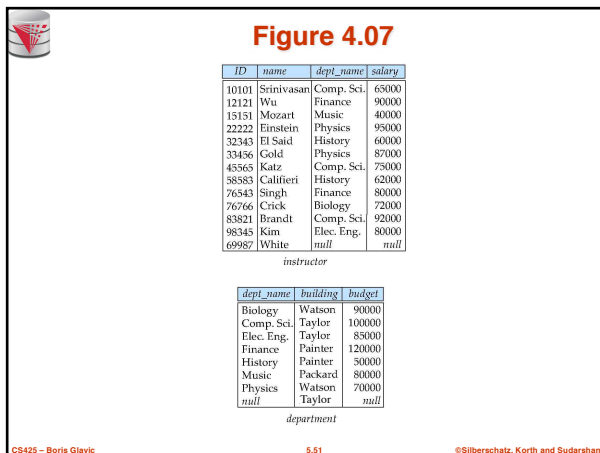 Figure 4.07
ID name dept_name salary
10101 Srinivasan Comp. Sci. 65000
12121 Wu Finance 90000
15151 Mozart Music 40000
22222 Einstein Physics 95000
32343 El Said History 60000
33456 Gold Physics 87000
45565 Katz Comp. Sci. 75000
58583 Califieri History 62000
76543 Singh Finance 80000
76766 Crick Biology 72000
83821 Brandt Comp. Sci. 92000
98345 Kim Elec. Eng. 80000
69987 White null null
instructor
dept_name building budget
Biology Watson 90000
Comp. Sci. Taylor 100000
Elec. Eng. Taylor 85000
Finance Painter 120000
History Painter 50000
Music Packard 80000
Physics Watson 70000
null Taylor null
department
CS425 – Boris Glavic 5.51 ©Silberschatz, Korth and Sudarshan